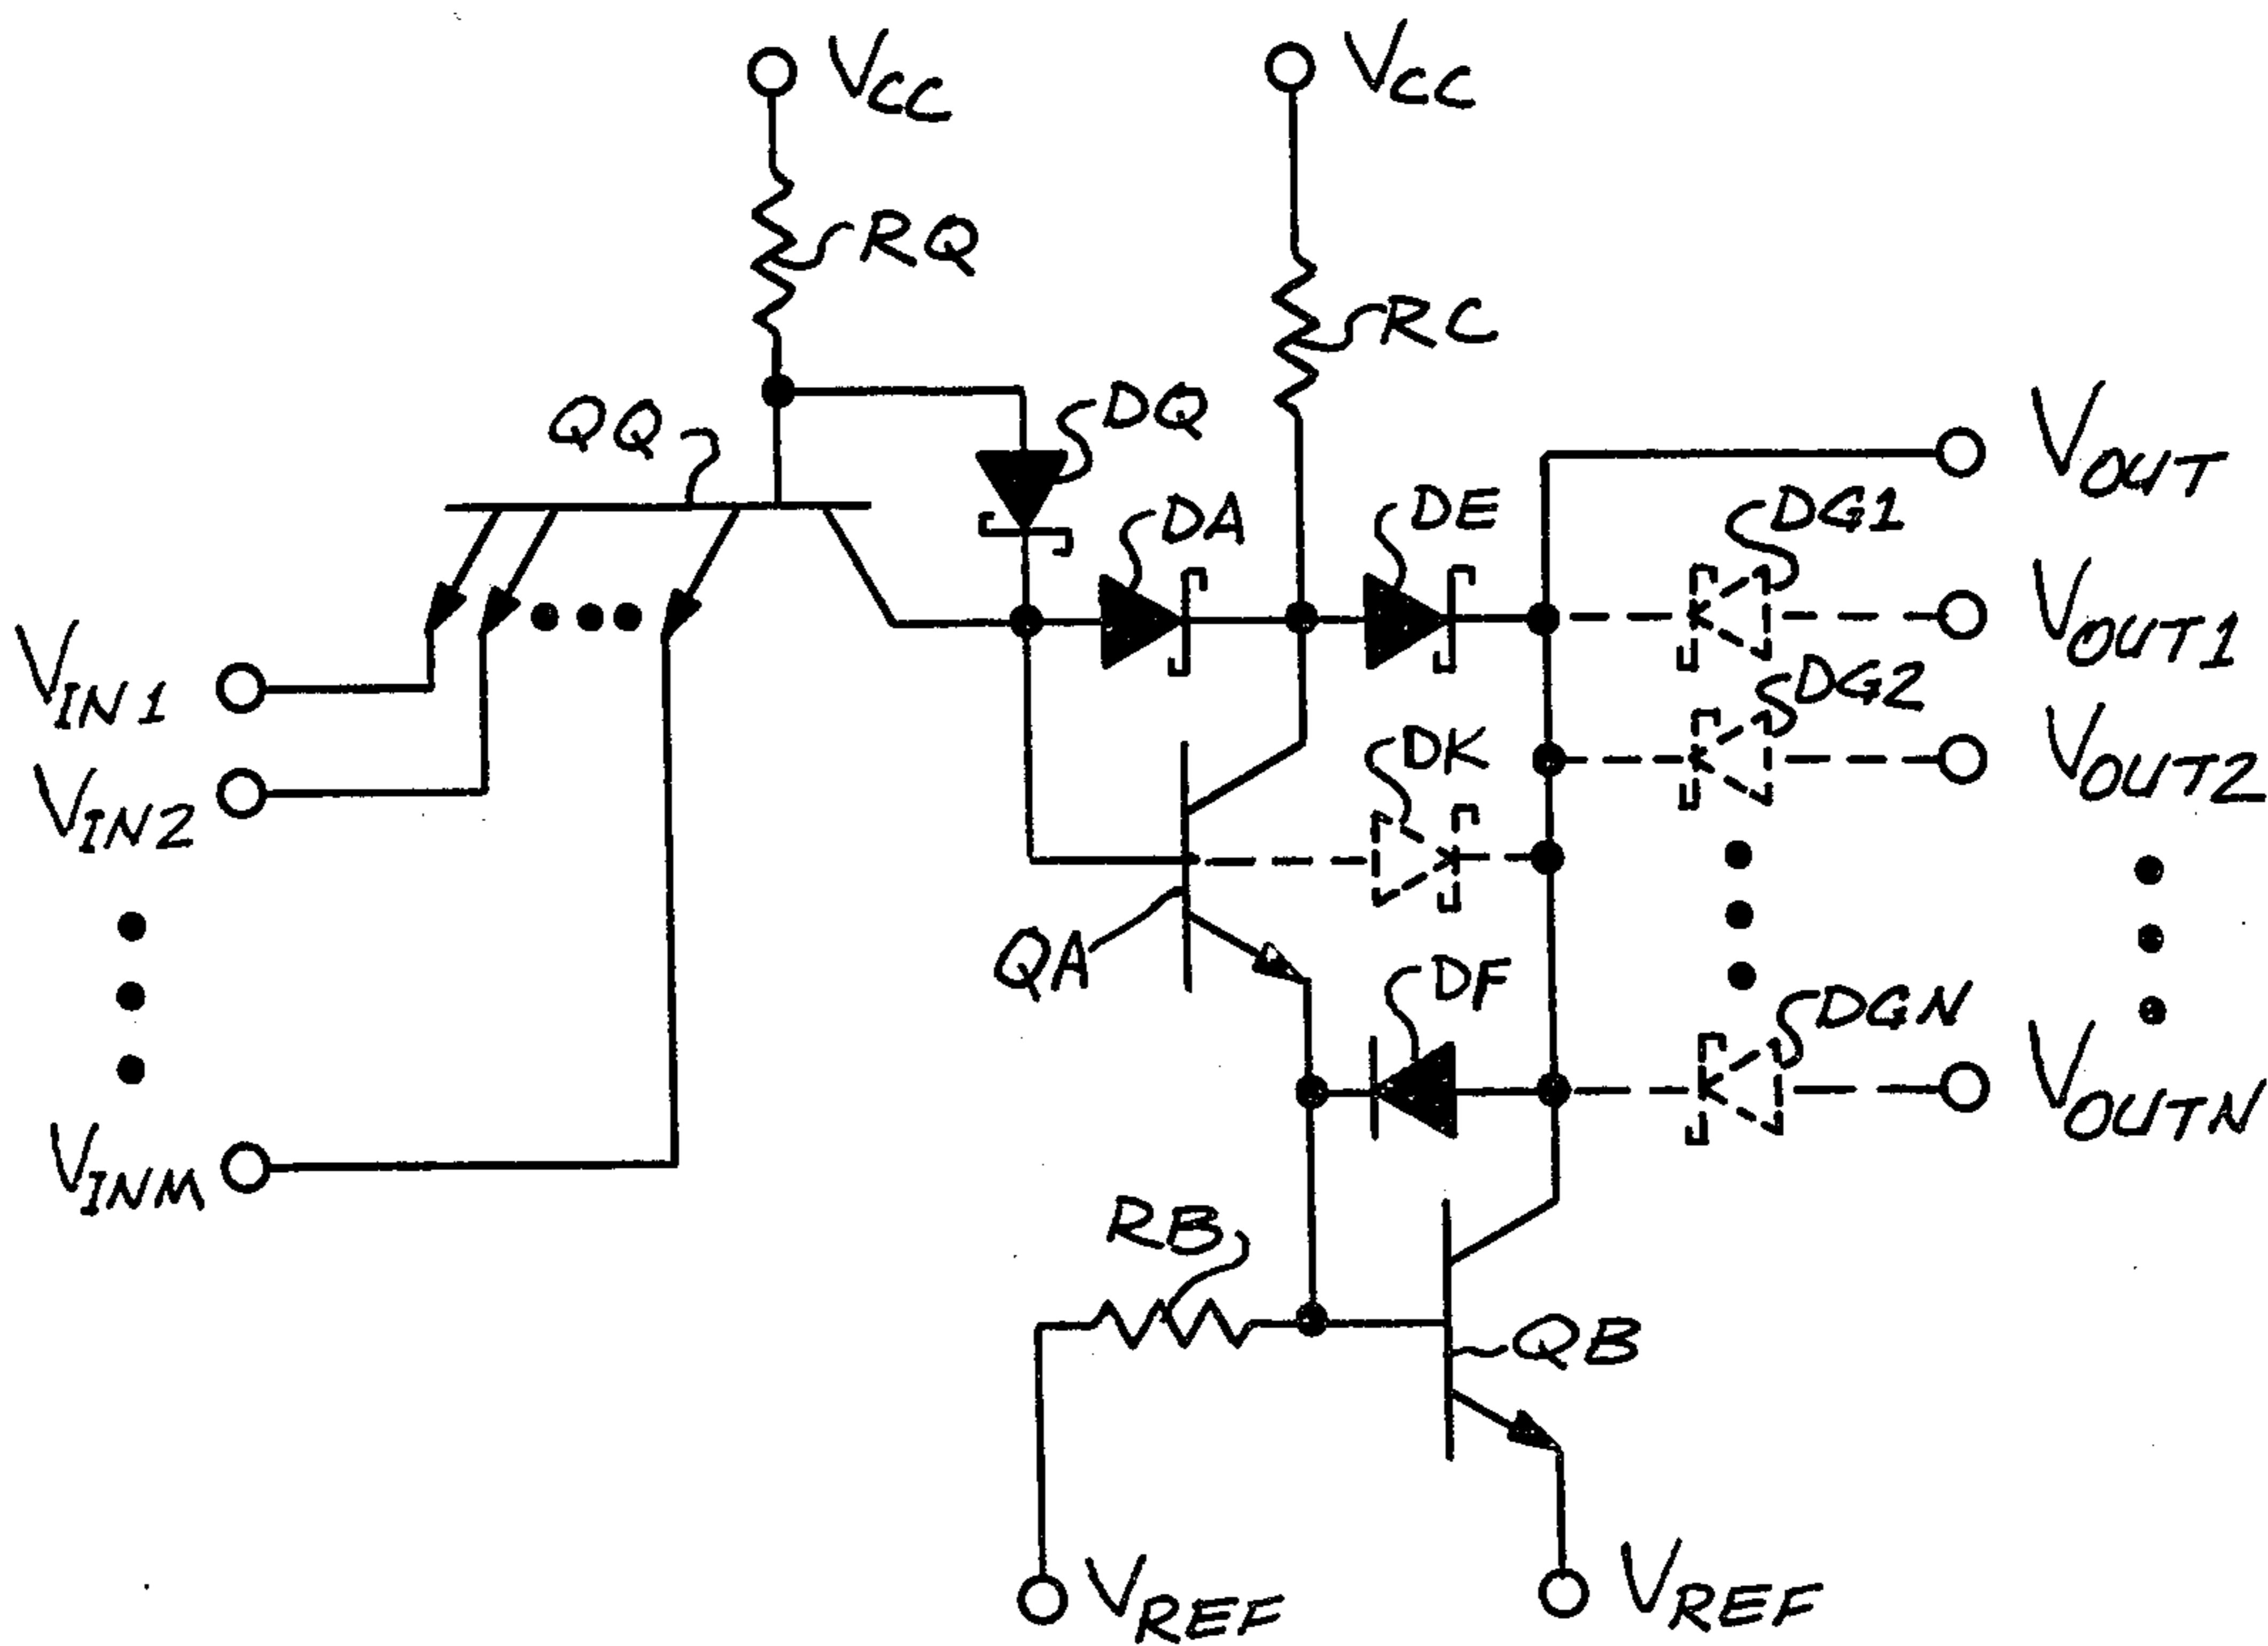 VCC
VCC
RQ
RC
QQ
DQ
DA
DE
VOUT
DG1
VOUT1
DG2
VOUT2
VIN1
VIN2
DK
QA
DF
DGN
VOUTN
VINM
RB
QB
VREF
VREF